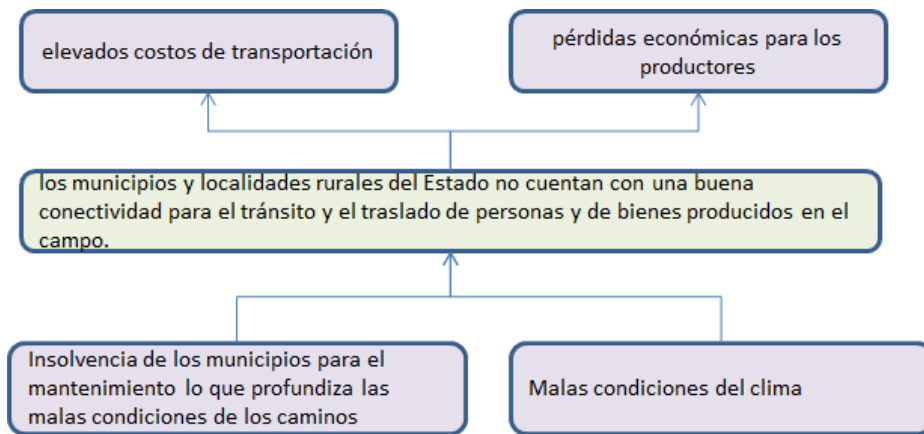 elevados costos de transportación
pérdidas económicas para los
productores
los municipios y localidades rurales del Estado no cuentan con una buena
conectividad para el tránsito y el traslado de personas y de bienes producidos en el
campo.
Insolvencia de los municipios para el
mantenimiento lo que profundiza las
malas condiciones de los caminos
Malas condiciones del clima